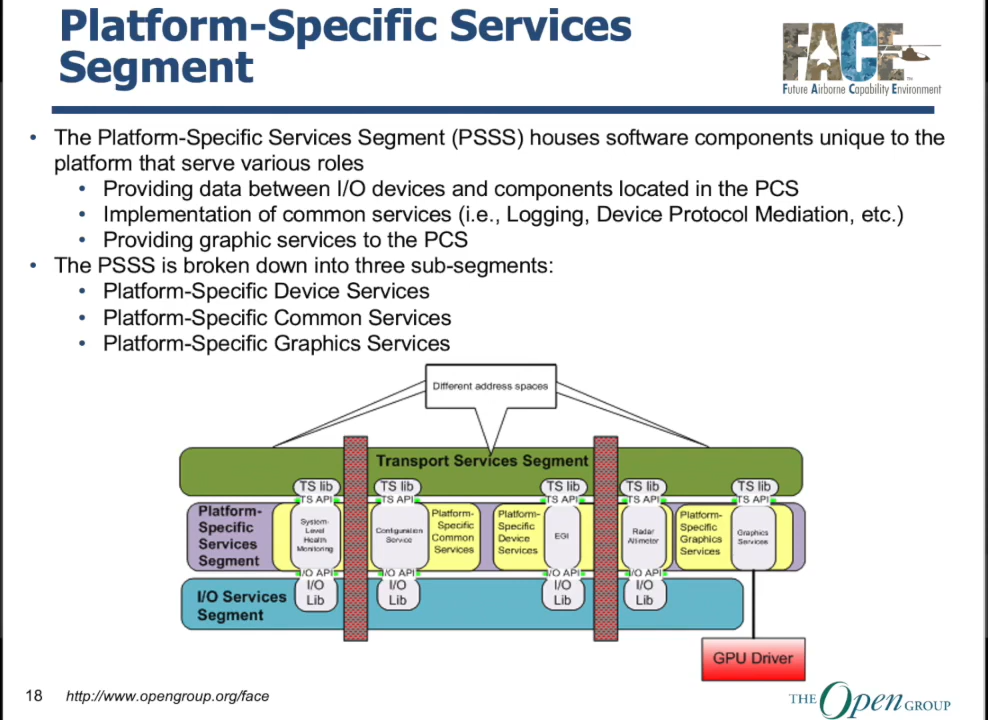 Platform-Specific Services
Segment
FACE
Future Airborne Capability Environment
• The Platform-Specific Services Segment (PSSS) houses software components unique to the
platform that serve various roles
• Providing data between I/O devices and components located in the PCS
• Implementation of common services (i.e., Logging, Device Protocol Mediation, etc.)
• Providing graphic services to the PCS
• The PSSS is broken down into three sub-segments:
• Platform-Specific Device Services
• Platform-Specific Common Services
• Platform-Specific Graphics Services
Different address spaces
Transport Services Segment
TS lib
TS API
TS lib
TS API
TS lib
TS API
TS lib
TS API
TS lib
TS API
Platform-
Specific
Services
Segment
System-
Level
Health
Monitoring
Configuration
Service
Platform-
Specific
Common
Services
Platform-
Specific
Device
Services
EGI
Radar
Altimeter
Platform-
Specific
Graphics
Services
Graphics
Services
I/O API
I/O
Lib
I/O API
I/O
Lib
I/O API
I/O
Lib
I/O API
I/O
Lib
I/O Services
Segment
GPU Driver
18 http://www.opengroup.org/face
THE Open GROUP